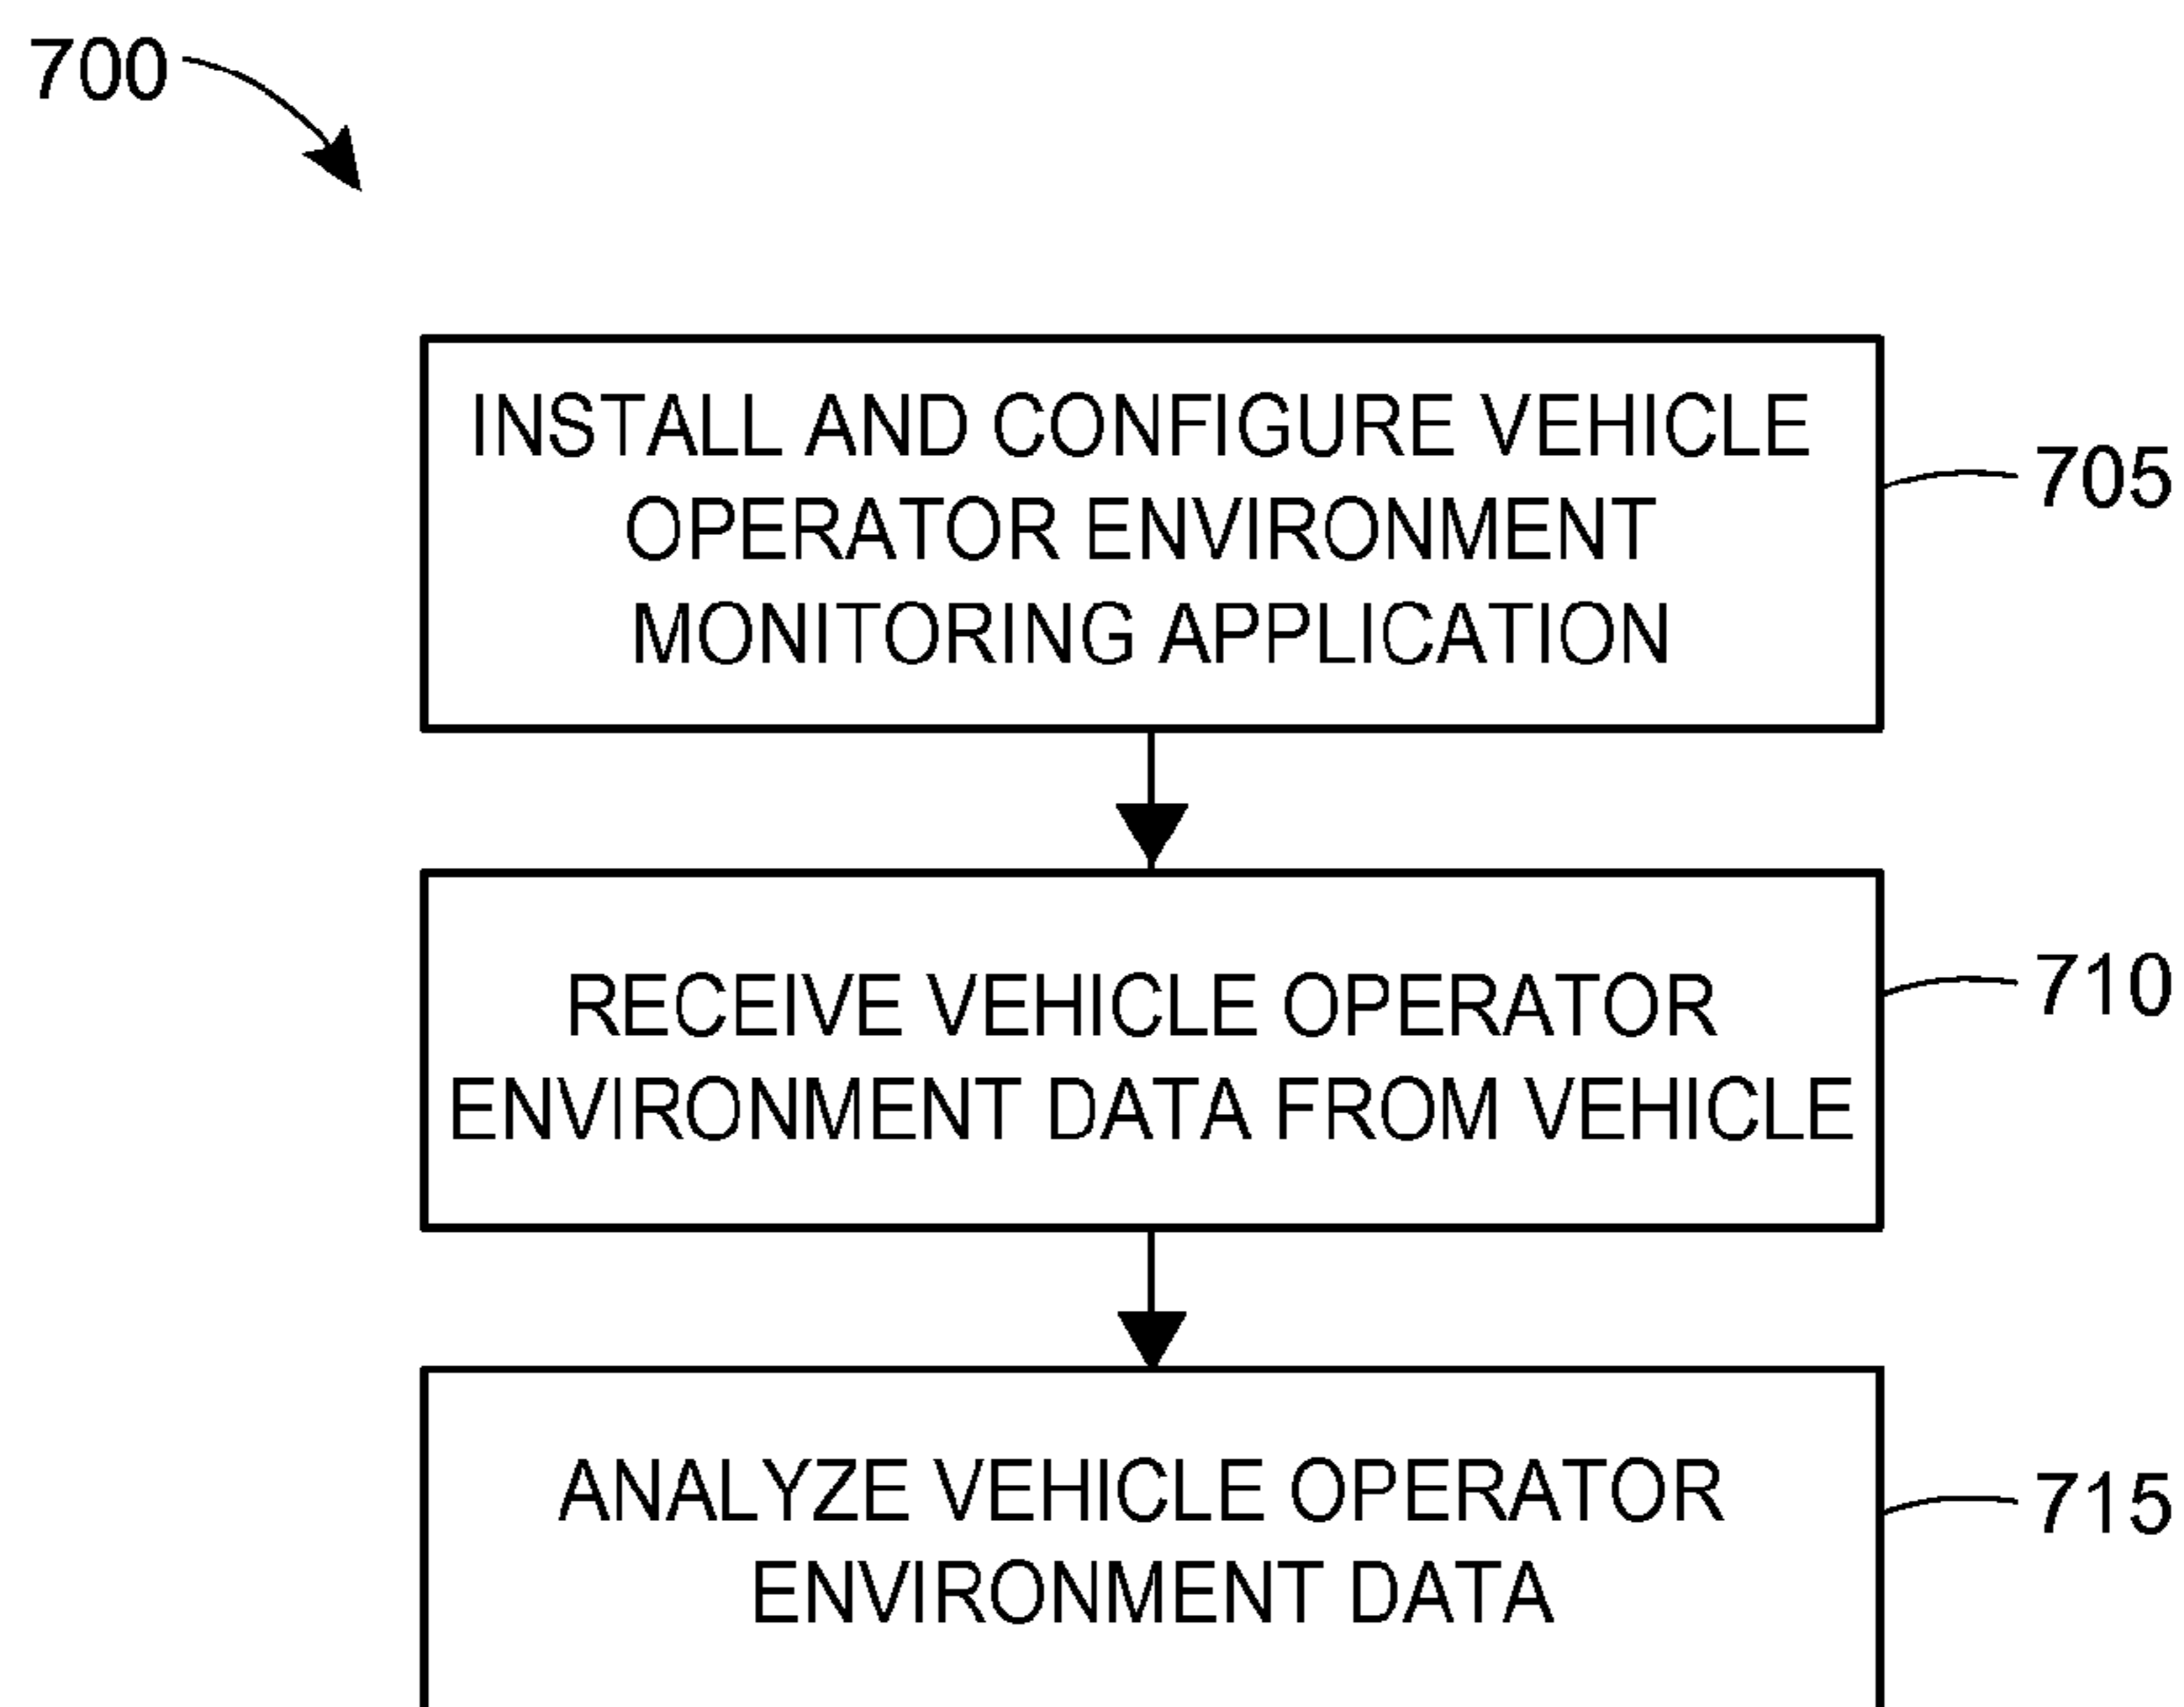 700
INSTALL AND CONFIGURE VEHICLE
OPERATOR ENVIRONMENT
MONITORING APPLICATION
705
RECEIVE VEHICLE OPERATOR
ENVIRONMENT DATA FROM VEHICLE
710
ANALYZE VEHICLE OPERATOR
ENVIRONMENT DATA
715